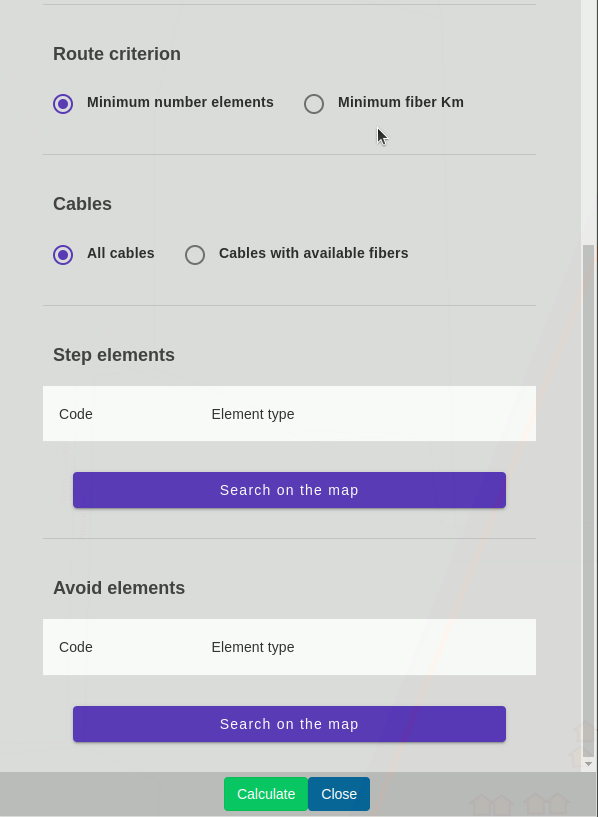 Route criterion
Minimum number elements Minimum fiber Km
Cables
All cables Cables with available fibers
Step elements
Code Element type
Search on the map
Avoid elements
Code Element type
Search on the map
Calculate Close